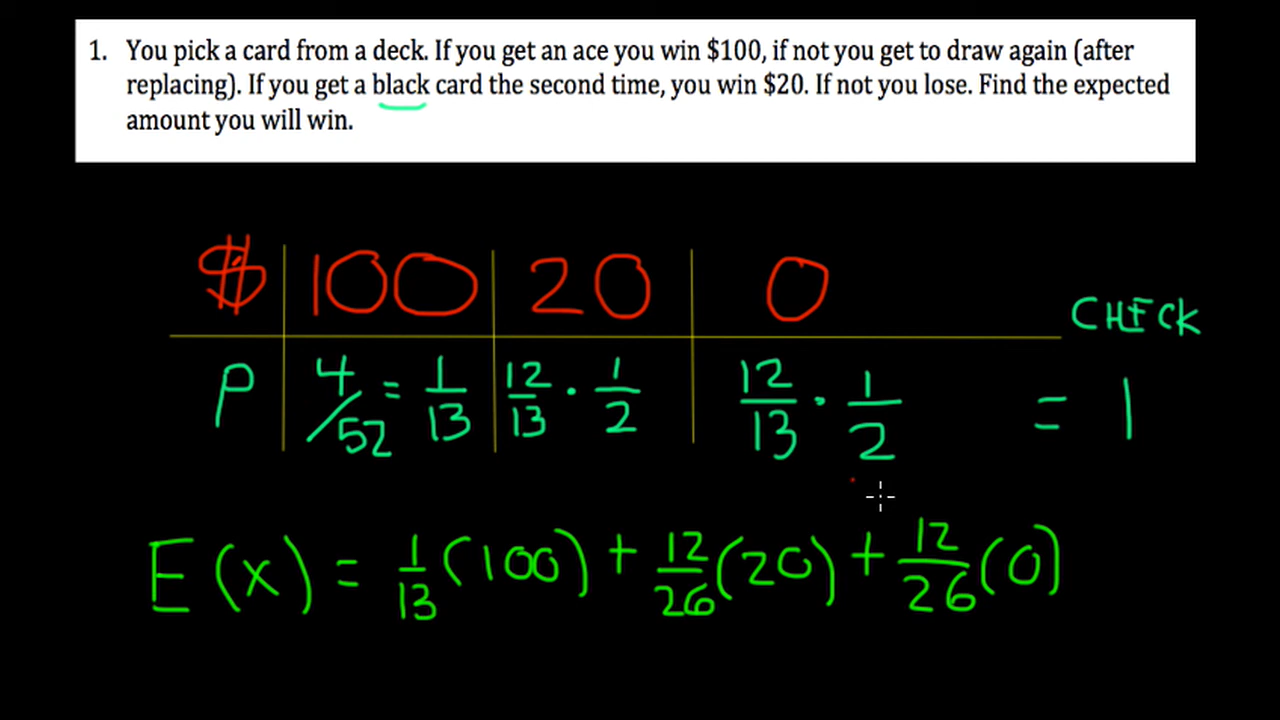 1. You pick a card from a deck. If you get an ace you win $100, if not you get to draw again (after
replacing). If you get a black card the second time, you win $20. If not you lose. Find the expected
amount you will win.
$ 100 20 0
CHECK
P 4/52 = 1/13 12/13 · 1/2 12/13 · 1/2 = 1
E(x) = 1/13 (100) + 12/26 (20) + 12/26 (0)